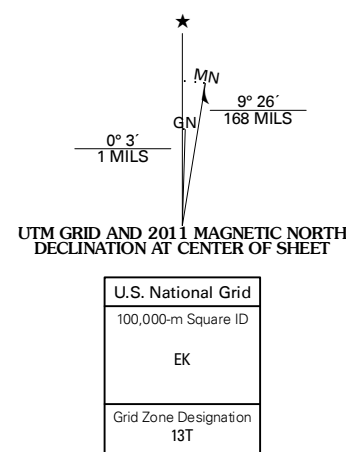 ★
MN
GN
9° 26´
168 MILS
0° 3´
1 MILS
UTM GRID AND 2011 MAGNETIC NORTH
DECLINATION AT CENTER OF SHEET
U.S. National Grid
100,000-m Square ID
EK
Grid Zone Designation
13T